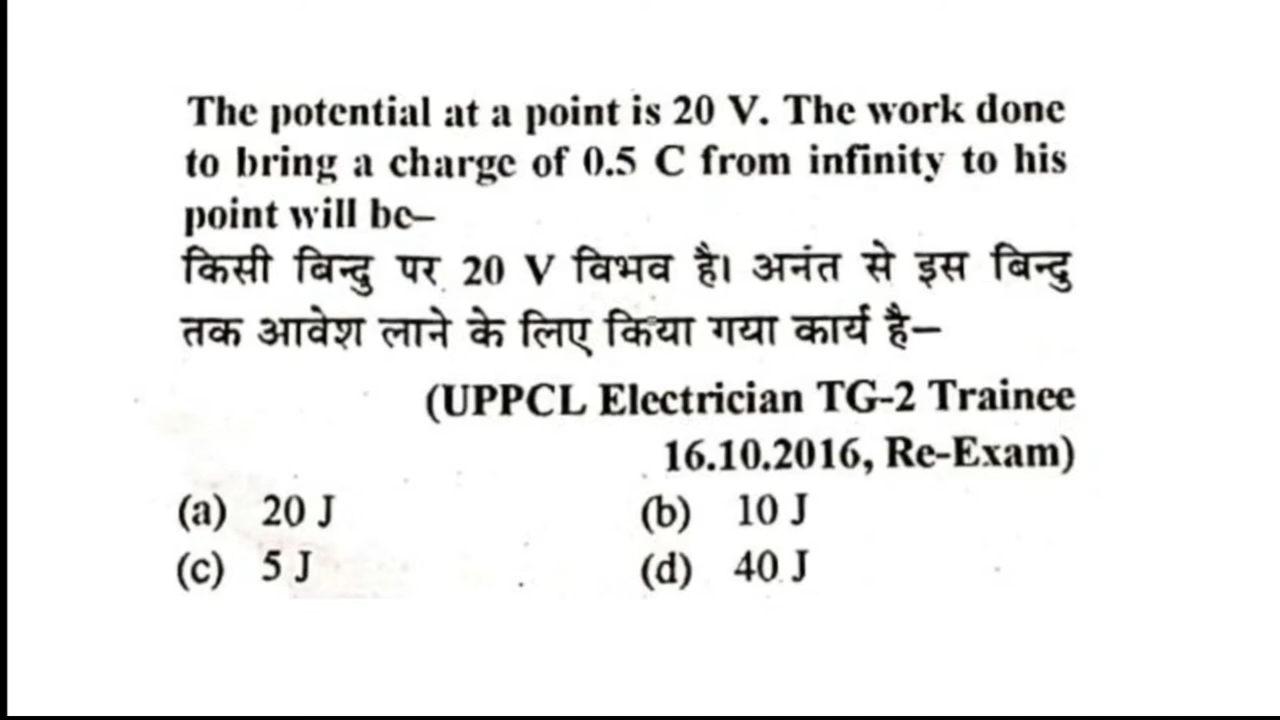 The potential at a point is 20 V. The work done
to bring a charge of 0.5 C from infinity to his
point will be–
किसी बिन्दु पर 20 V विभव है। अनंत से इस बिन्दु
तक आवेश लाने के लिए किया गया कार्य है–
(UPPCL Electrician TG-2 Trainee
16.10.2016, Re-Exam)
(a) 20 J (b) 10 J
(c) 5 J (d) 40 J